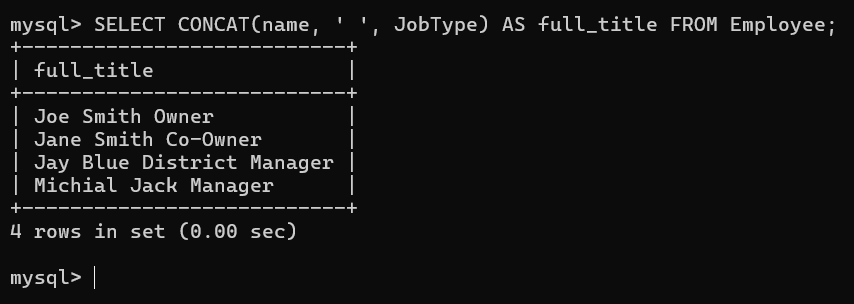 mysql> SELECT CONCAT(name, ' ', JobType) AS full_title FROM Employee;
+---------------------------+
| full_title                |
+---------------------------+
| Joe Smith Owner           |
| Jane Smith Co-Owner       |
| Jay Blue District Manager |
| Michial Jack Manager      |
+---------------------------+
4 rows in set (0.00 sec)
mysql>